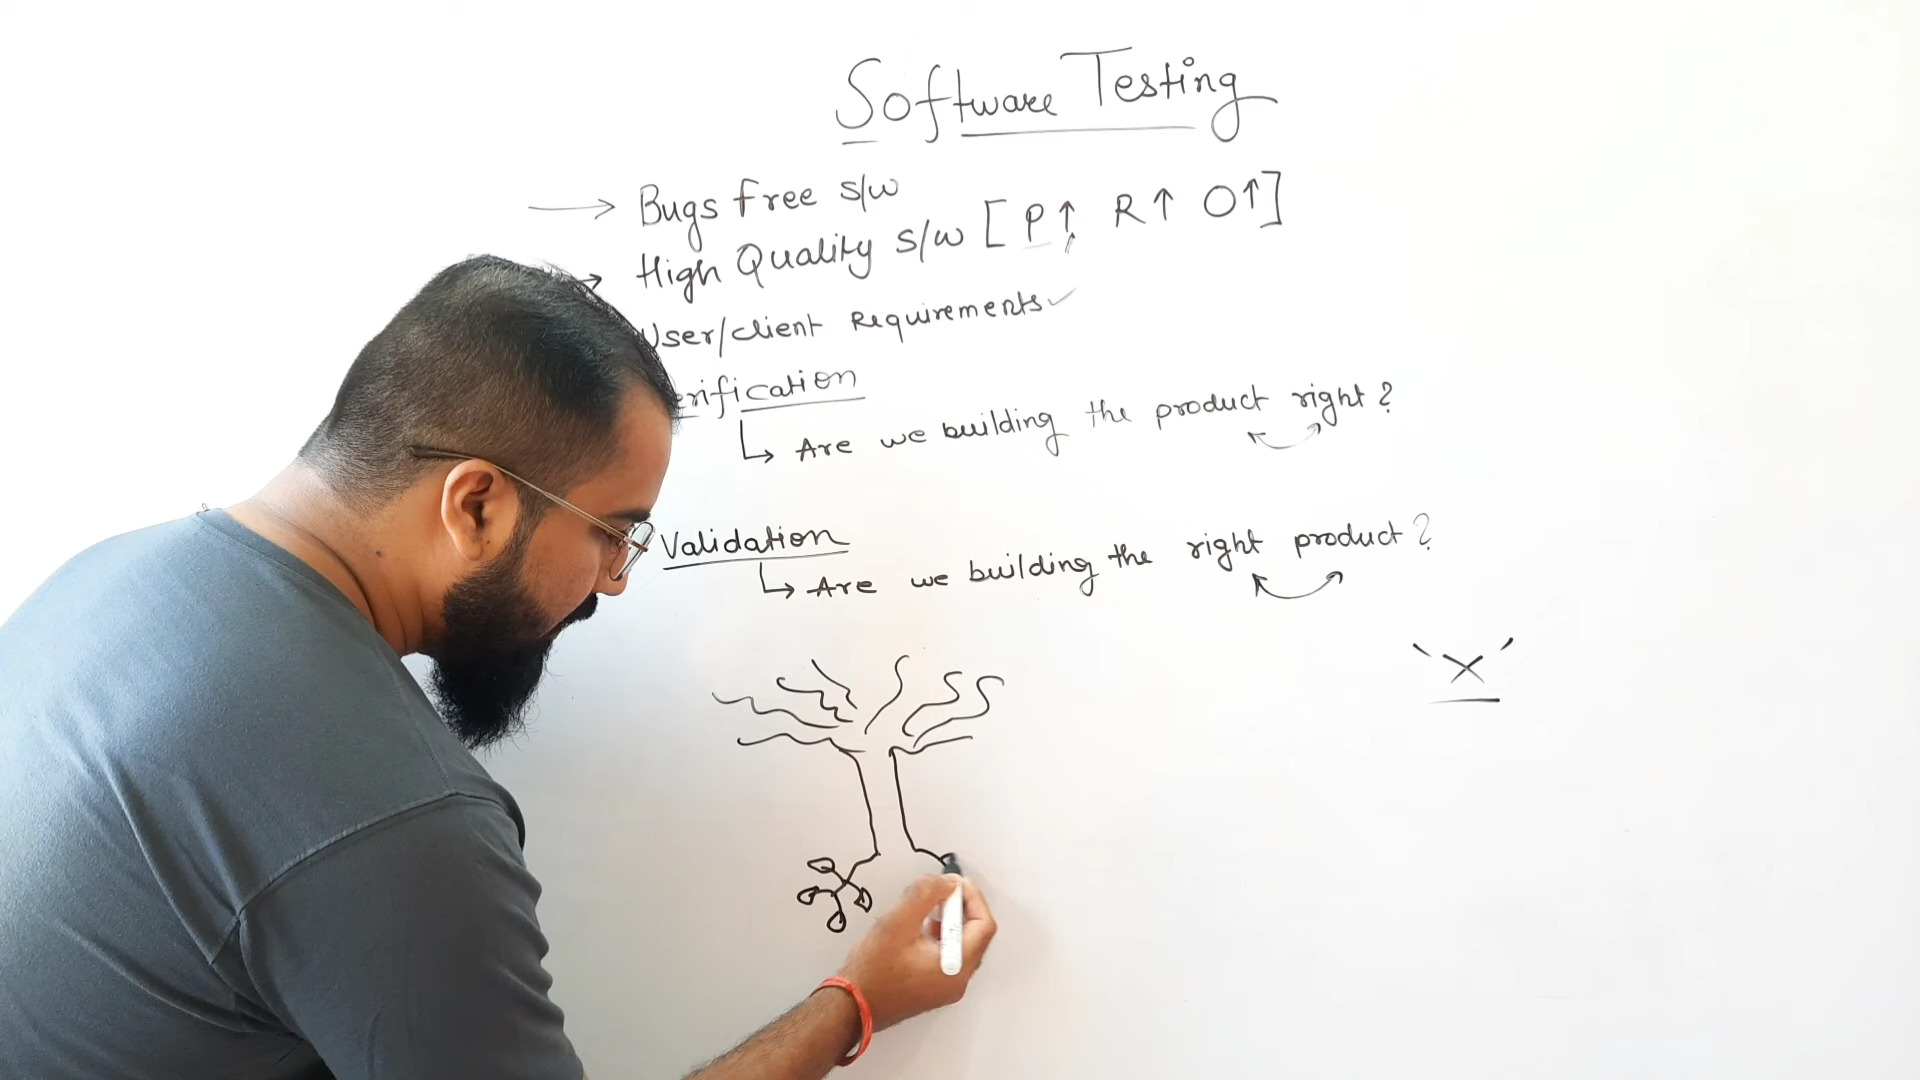 Software Testing
→ Bugs free s/w
→ High Quality s/w [ P↑ R↑ O↑ ]
User/client Requirements ✓
erification
↳ Are we building the product right?
Validation
↳ Are we building the right product?
X